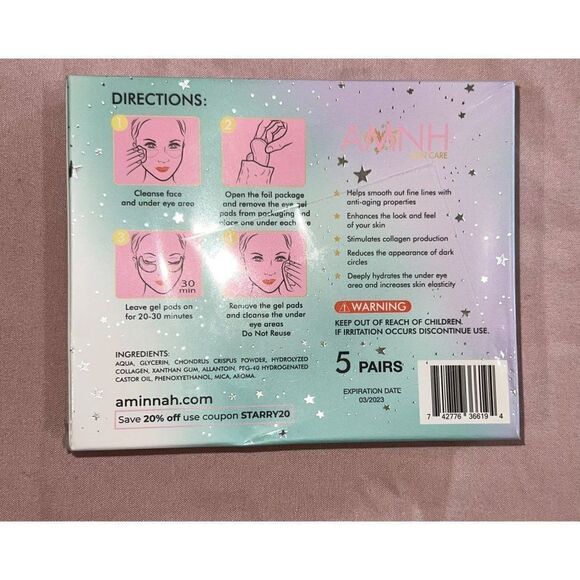 DIRECTIONS:
1
Cleanse face
and under eye area
2
Open the foil package
and remove the eye gel
pads from packaging and
place one under each eye
3
30
min
Leave gel pads on
for 20-30 minutes
4
Remove the gel pads
and cleanse the under
eye areas
Do Not Reuse
INGREDIENTS:
AQUA, GLYCERIN, CHONDRUS CRISPUS POWDER, HYDROLYZED
COLLAGEN, XANTHAN GUM, ALLANTOIN, PEG-40 HYDROGENATED
CASTOR OIL, PHENOXYETHANOL, MICA, AROMA.
aminnah.com
Save 20% off use coupon STARRY20
AMNH
SKIN CARE
Helps smooth out fine lines with
anti-aging properties
Enhances the look and feel
of your skin
Stimulates collagen production
Reduces the appearance of dark
circles
Deeply hydrates the under eye
area and increases skin elasticity
WARNING
KEEP OUT OF REACH OF CHILDREN.
IF IRRITATION OCCURS DISCONTINUE USE.
5 PAIRS
EXPIRATION DATE
03/2023
7 42776 36619 4